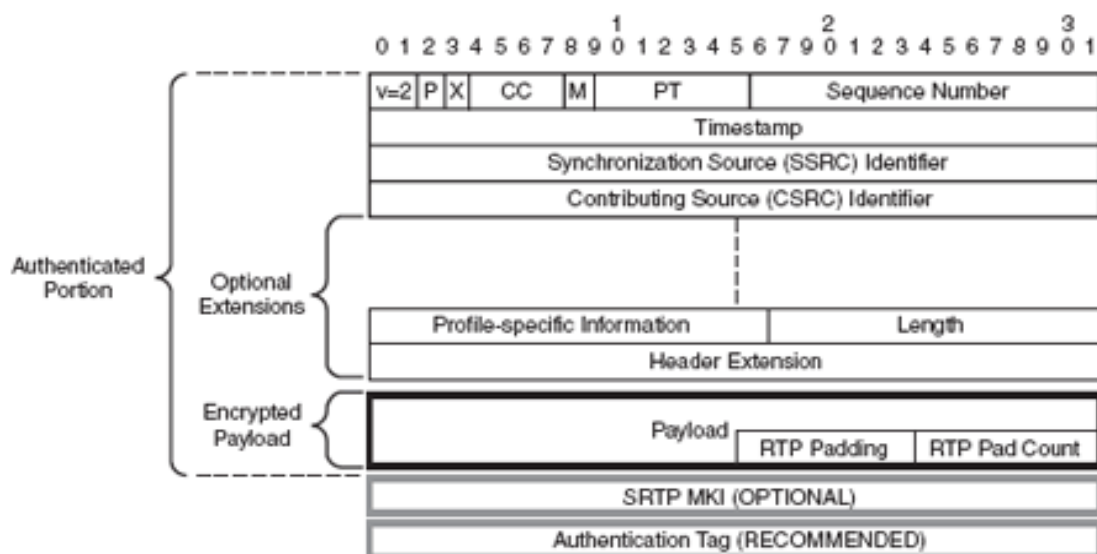 1 2 3
0 1 2 3 4 5 6 7 8 9 0 1 2 3 4 5 6 7 9 0 1 2 3 4 5 6 7 8 9 0 1
v=2 P X CC M PT Sequence Number
Timestamp
Synchronization Source (SSRC) Identifier
Contributing Source (CSRC) Identifier
Authenticated
Portion
Optional
Extensions
Profile-specific Information Length
Header Extension
Encrypted
Payload
Payload
RTP Padding RTP Pad Count
SRTP MKI (OPTIONAL)
Authentication Tag (RECOMMENDED)